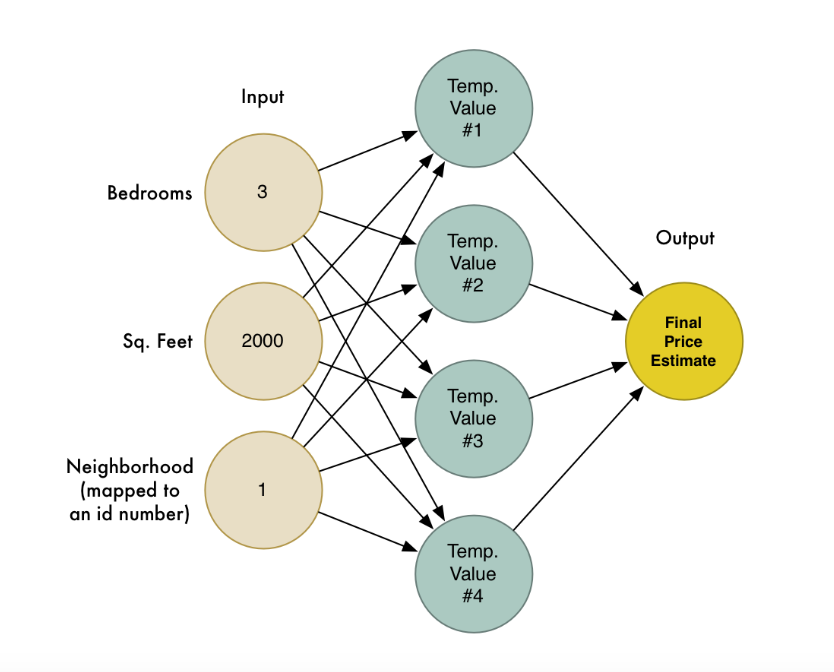 Input
Bedrooms
3
Sq. Feet
2000
Neighborhood
(mapped to
an id number)
1
Temp.
Value
#1
Temp.
Value
#2
Temp.
Value
#3
Temp.
Value
#4
Output
Final
Price
Estimate